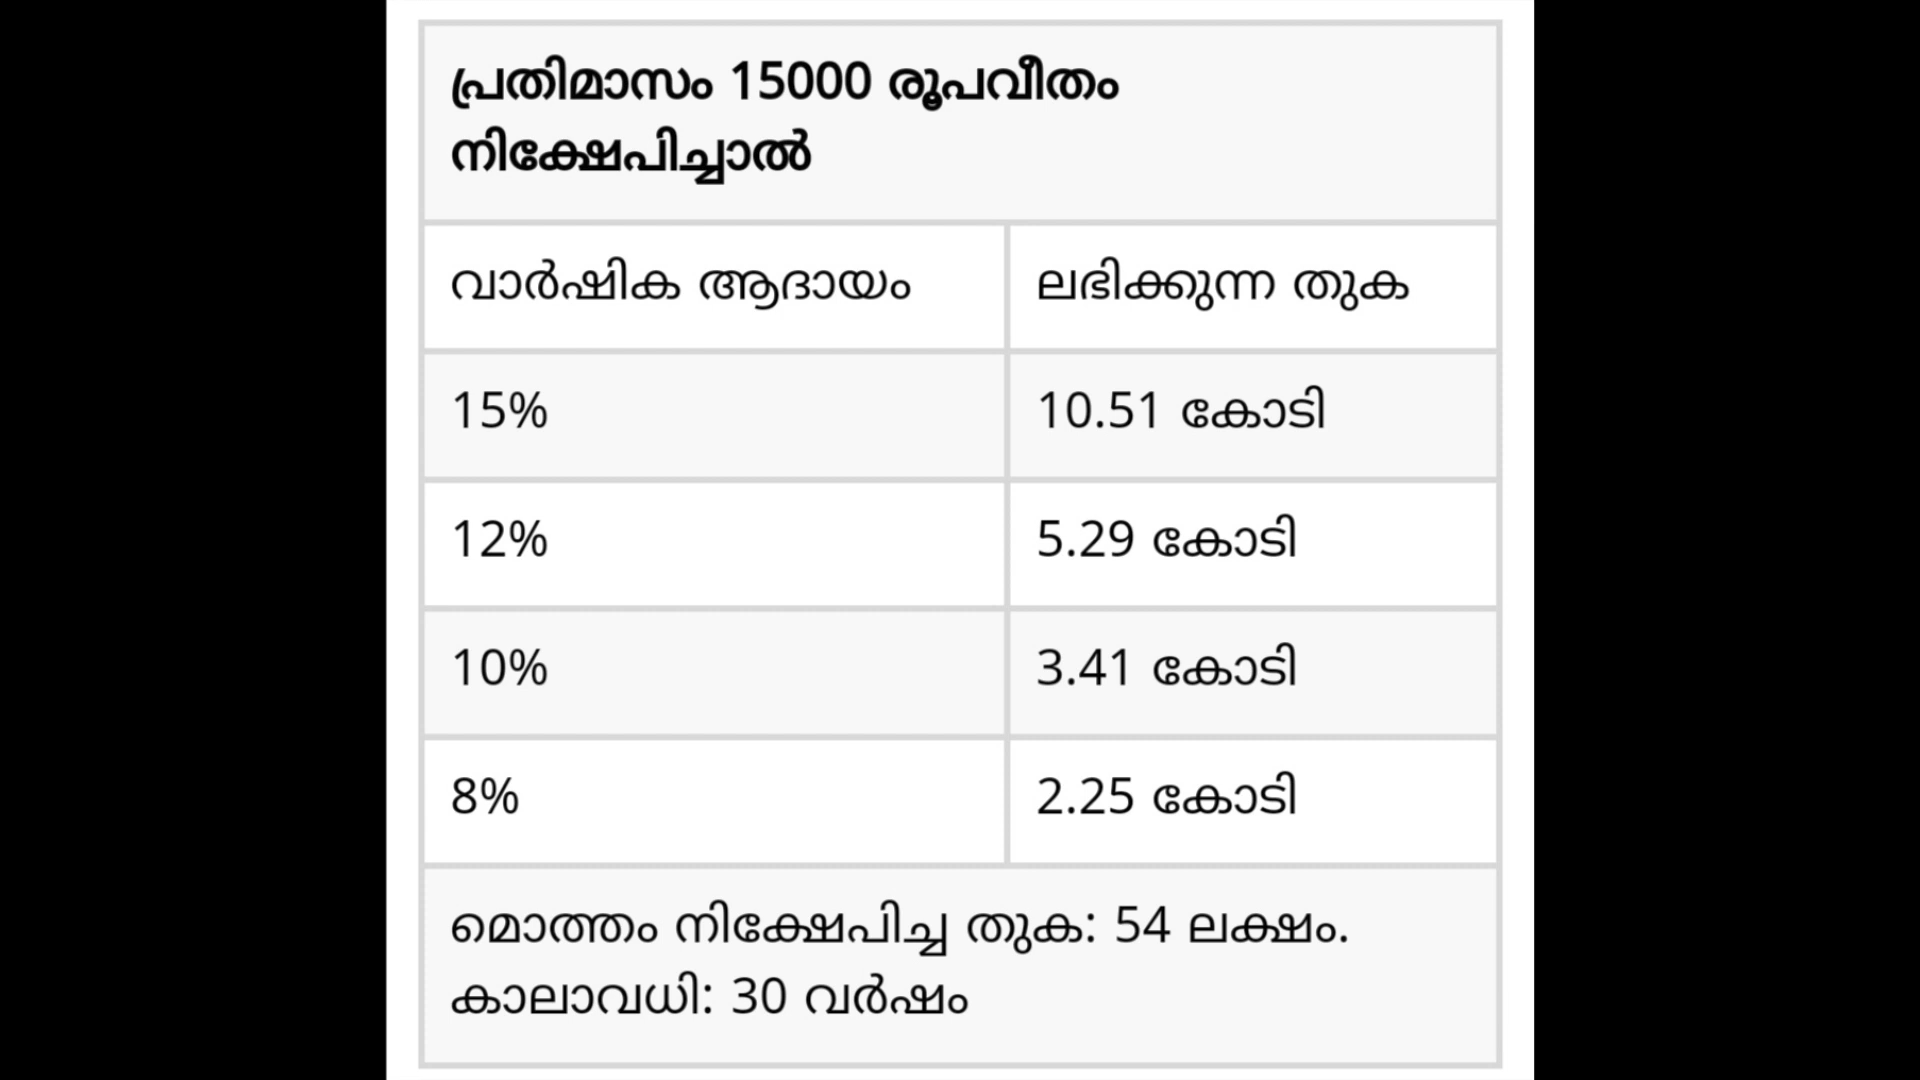 പ്രതിമാസം 15000 രൂപവീതം
നിക്ഷേപിച്ചാൽ
വാർഷിക ആദായം ലഭിക്കുന്ന തുക
15% 10.51 കോടി
12% 5.29 കോടി
10% 3.41 കോടി
8% 2.25 കോടി
മൊത്തം നിക്ഷേപിച്ച തുക: 54 ലക്ഷം.
കാലാവധി: 30 വർഷം